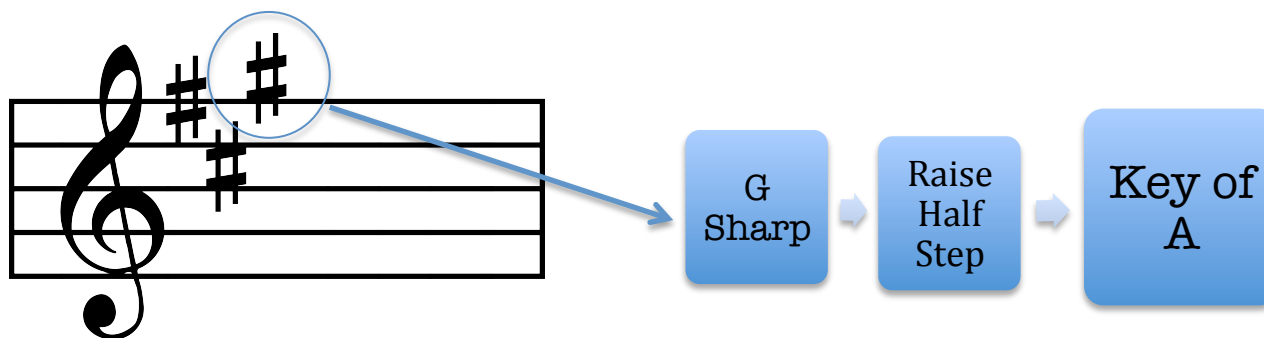 G
Sharp
Raise
Half
Step
Key of
A